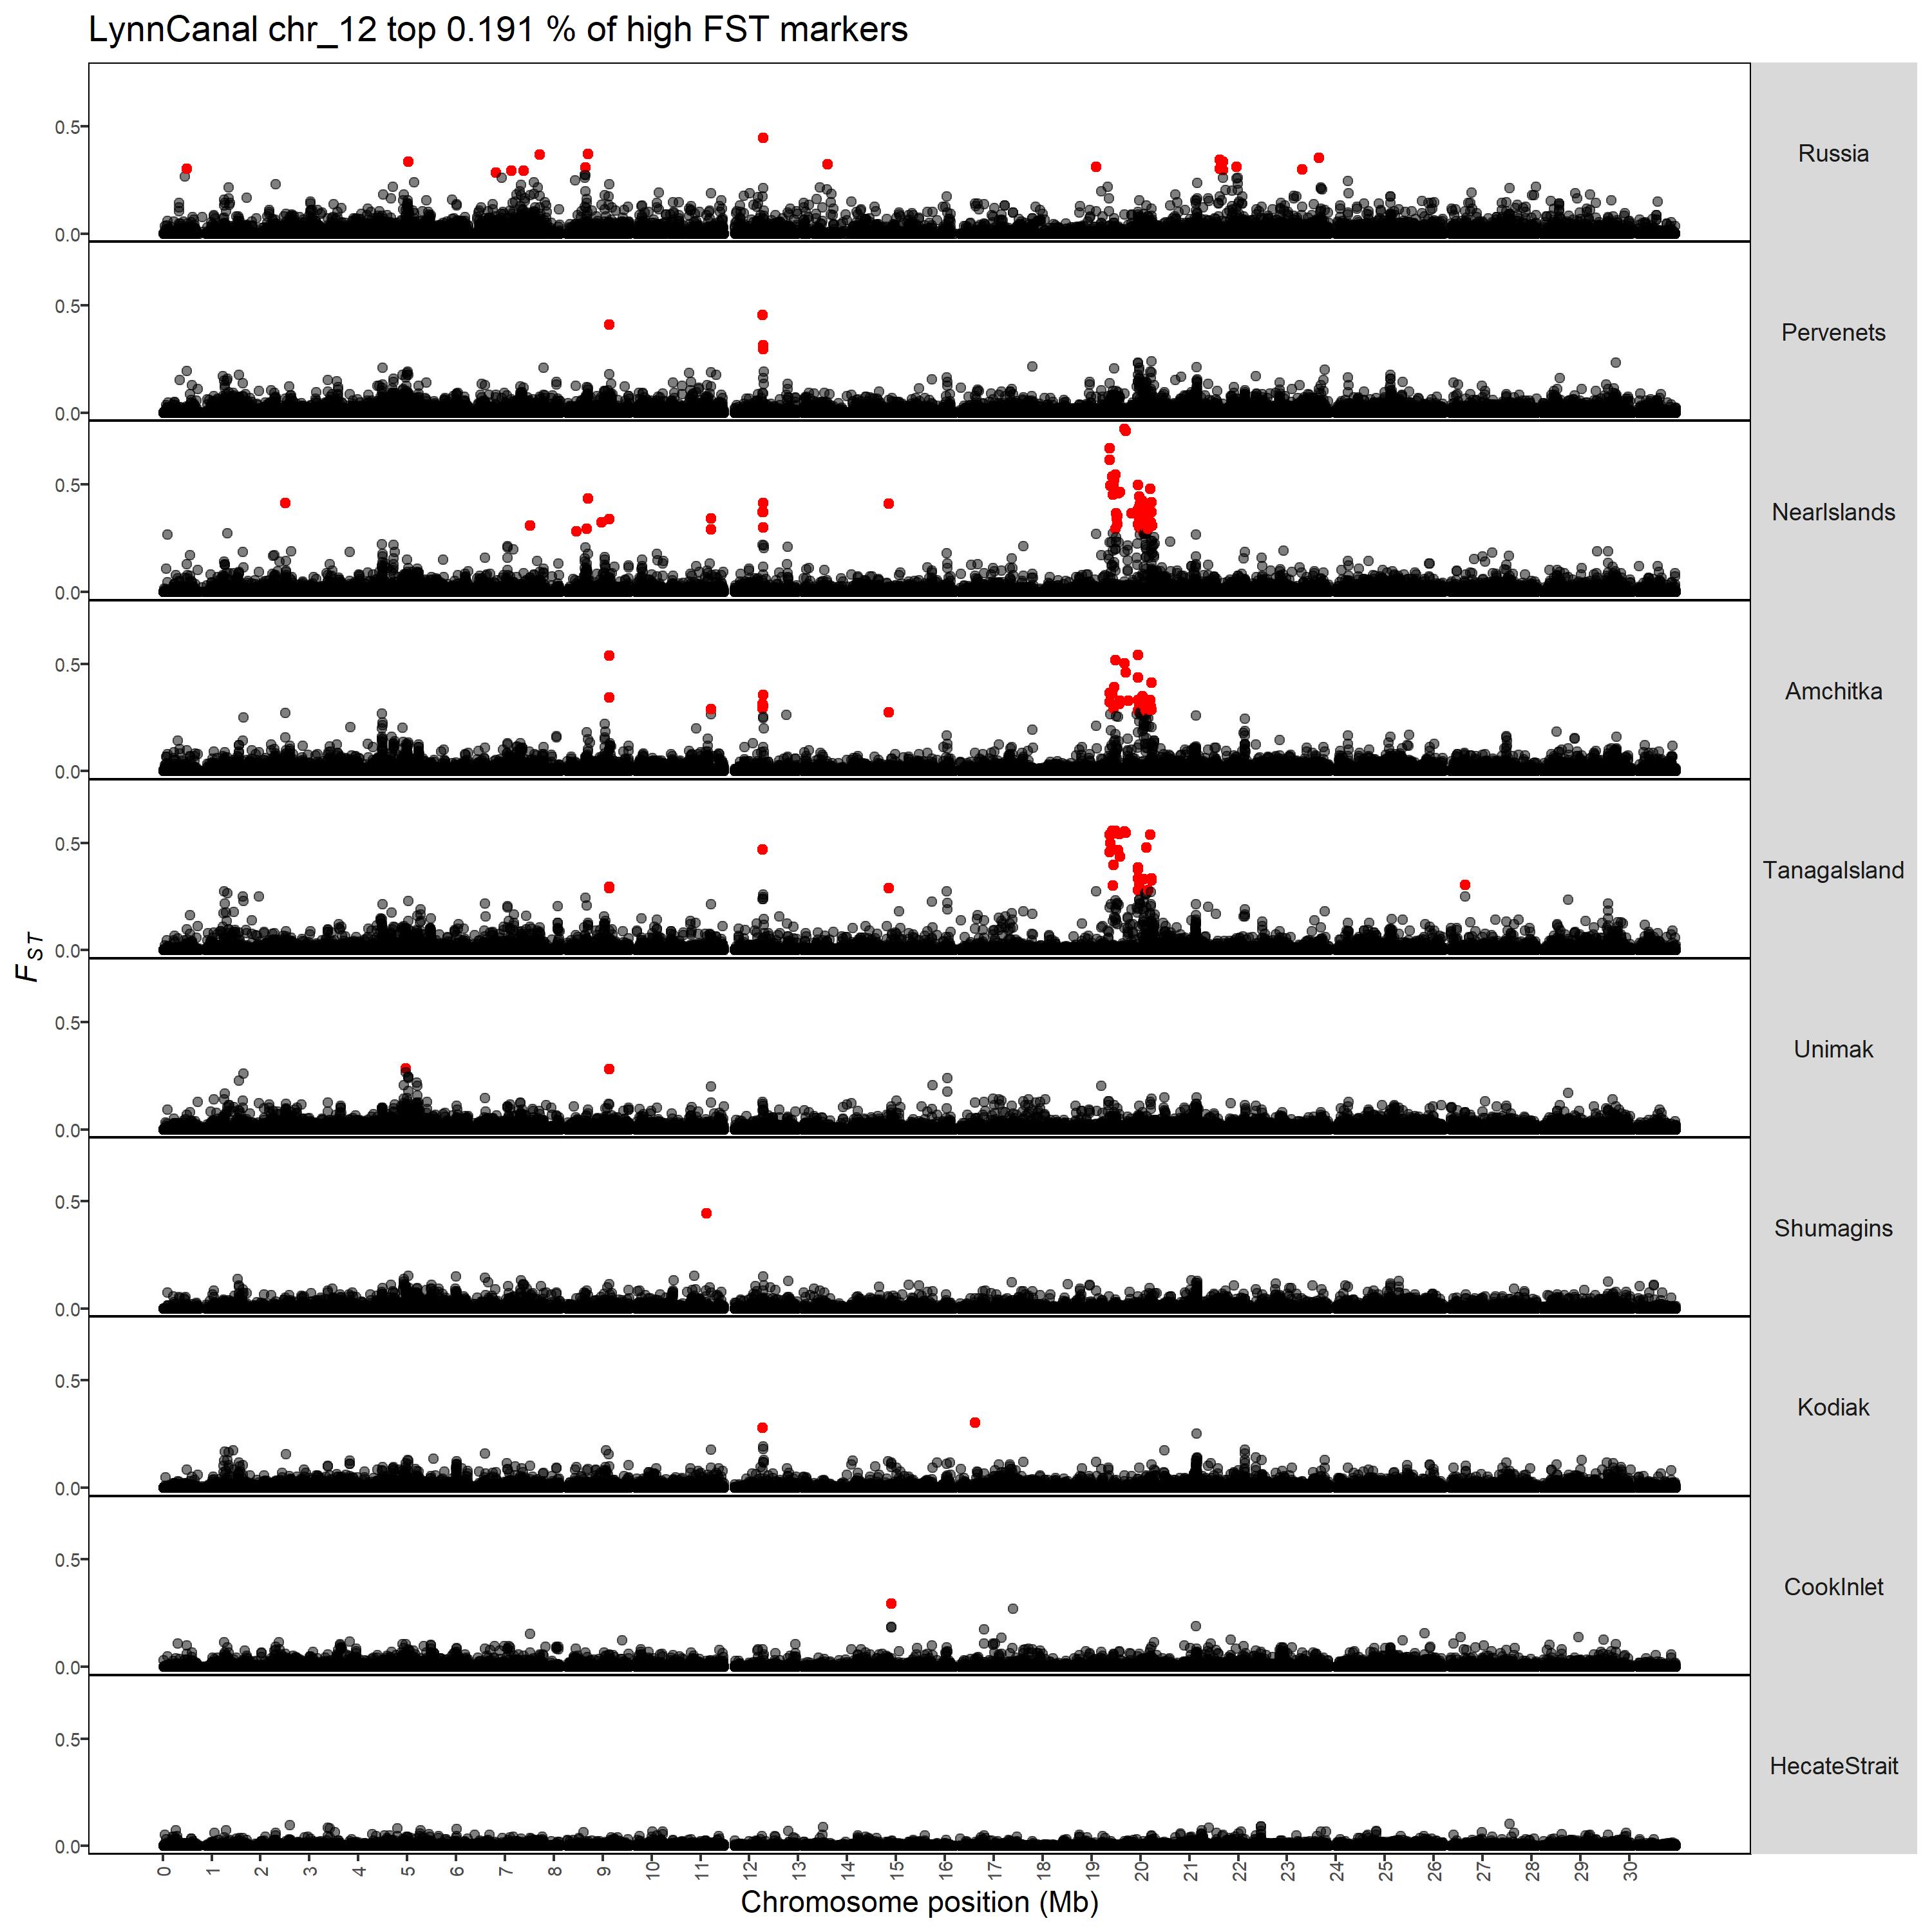 LynnCanal chr_12 top 0.191 % of high FST markers
0.5
0.0
Russia
0.5
0.0
Pervenets
0.5
0.0
NearIslands
0.5
0.0
Amchitka
0.5
0.0
TanagaIsland
0.5
0.0
Unimak
0.5
0.0
Shumagins
0.5
0.0
Kodiak
0.5
0.0
CookInlet
0.5
0.0
HecateStrait
FST
0 1 2 3 4 5 6 7 8 9 10 11 12 13 14 15 16 17 18 19 20 21 22 23 24 25 26 27 28 29 30
Chromosome position (Mb)